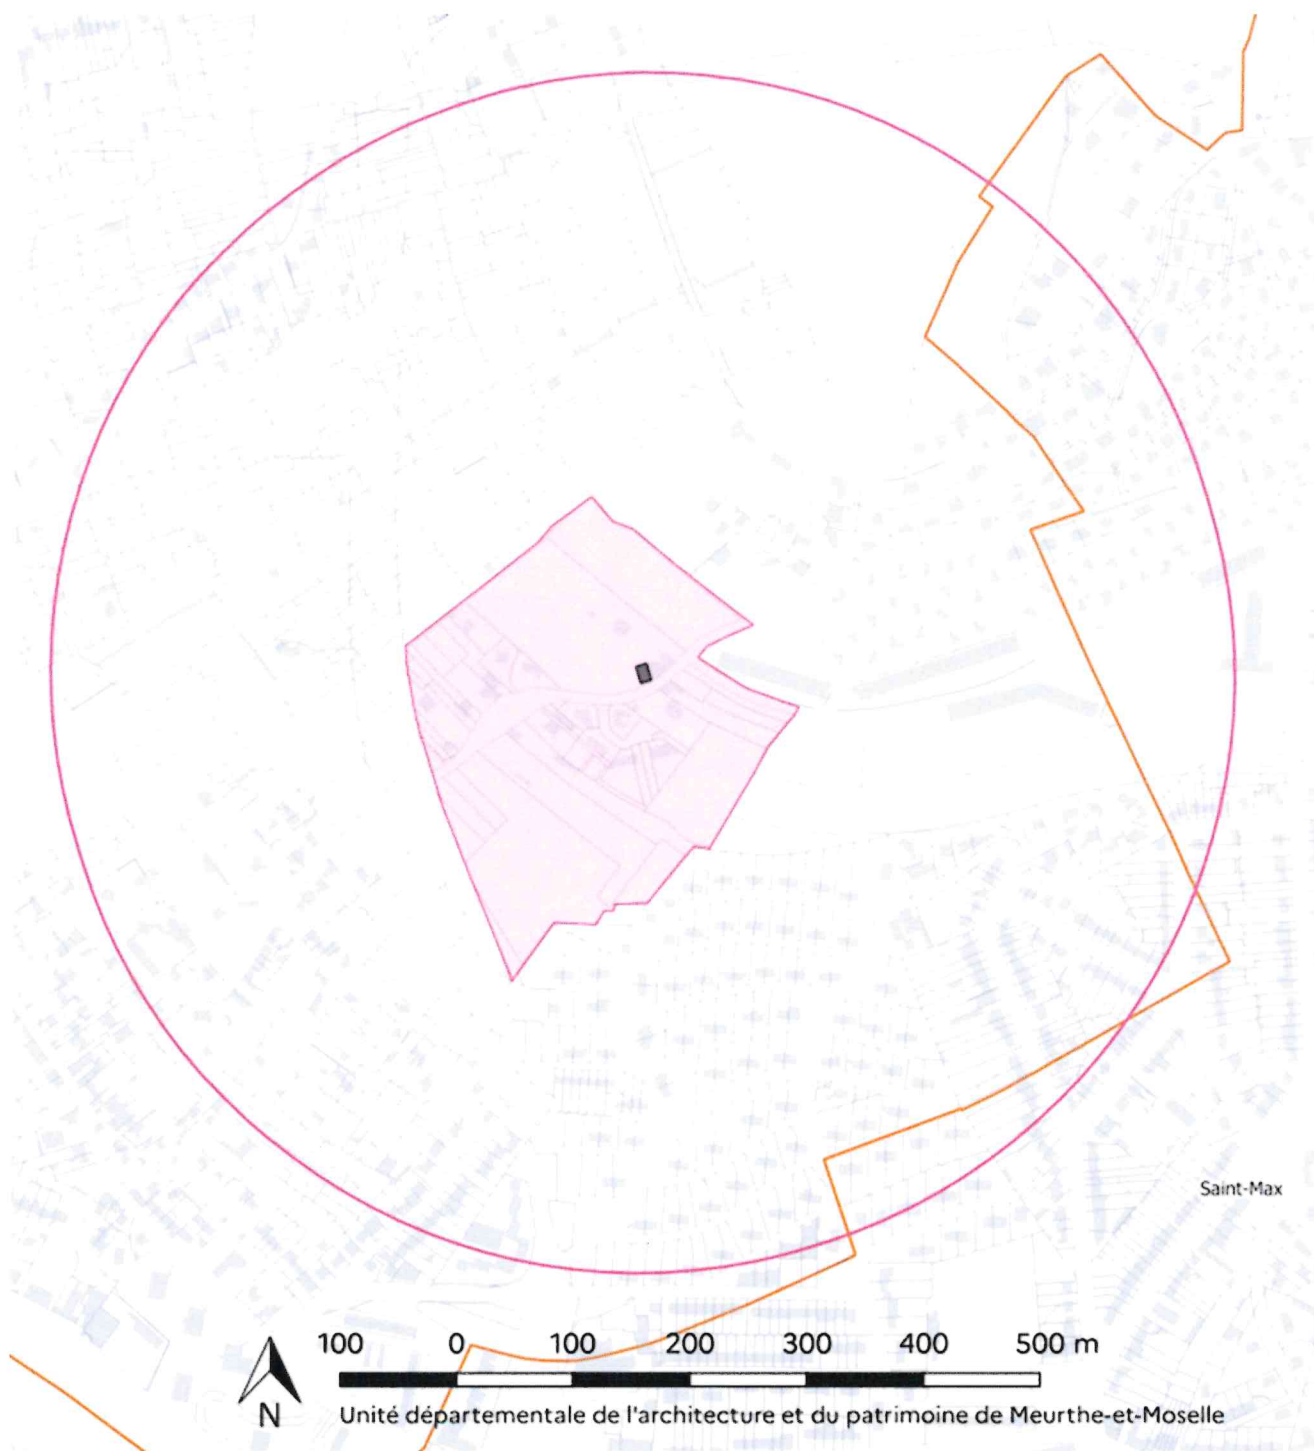 Saint-Max
100 0 100 200 300 400 500 m
N
Unité départementale de l'architecture et du patrimoine de Meurthe-et-Moselle